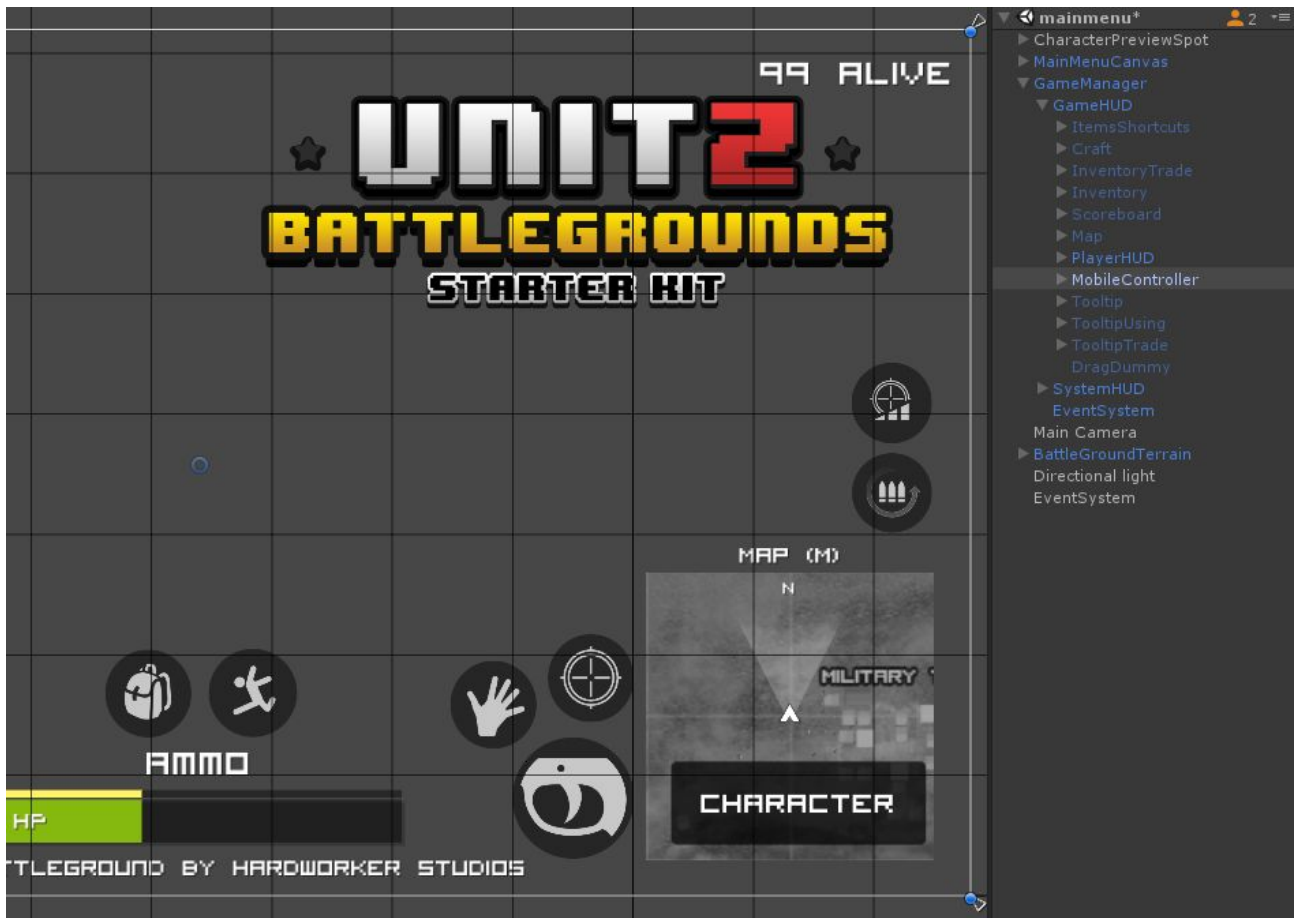 99 ALIVE
UNITZ
BATTLEGROUNDS
STARTER KIT
MAP (M)
N
MILITARY
AMMO
CHARACTER
HP
TTLEGROUND BY HARDWORKER STUDIOS
mainmenu*
2
CharacterPreviewSpot
MainMenuCanvas
GameManager
GameHUD
ItemsShortcuts
Craft
InventoryTrade
Inventory
Scoreboard
Map
PlayerHUD
MobileController
Tooltip
TooltipUsing
TooltipTrade
DragDummy
SystemHUD
EventSystem
Main Camera
BattleGroundTerrain
Directional light
EventSystem